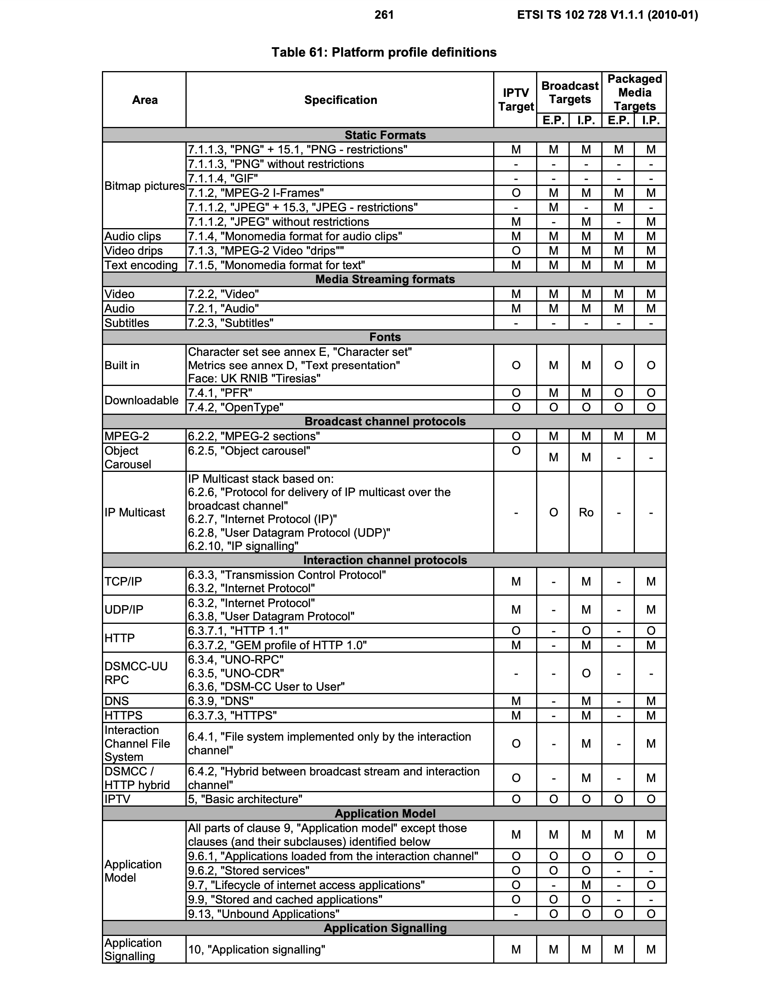 261 ETSI TS 102 728 V1.1.1 (2010-01)
Table 61: Platform profile definitions
Area Specification IPTV Target Broadcast Targets Packaged Media Targets
E.P. I.P. E.P. I.P.
Static Formats
Bitmap pictures
7.1.1.3, "PNG" + 15.1, "PNG - restrictions" M M M M M
7.1.1.3, "PNG" without restrictions - - - - -
7.1.1.4, "GIF" - - - - -
7.1.2, "MPEG-2 I-Frames" O M M M M
7.1.1.2, "JPEG" + 15.3, "JPEG - restrictions" - M - M -
7.1.1.2, "JPEG" without restrictions M - M - M
Audio clips 7.1.4, "Monomedia format for audio clips" M M M M M
Video drips 7.1.3, "MPEG-2 Video "drips"" O M M M M
Text encoding 7.1.5, "Monomedia format for text" M M M M M
Media Streaming formats
Video 7.2.2, "Video" M M M M M
Audio 7.2.1, "Audio" M M M M M
Subtitles 7.2.3, "Subtitles" - - - - -
Fonts
Built in
Character set see annex E, "Character set"
Metrics see annex D, "Text presentation" O M M O O
Face: UK RNIB "Tiresias"
Downloadable
7.4.1, "PFR" O M M O O
7.4.2, "OpenType" O O O O O
Broadcast channel protocols
MPEG-2 6.2.2, "MPEG-2 sections" O M M M M
Object
Carousel
6.2.5, "Object carousel" O M M - -
IP Multicast
IP Multicast stack based on:
6.2.6, "Protocol for delivery of IP multicast over the
broadcast channel"
6.2.7, "Internet Protocol (IP)"
6.2.8, "User Datagram Protocol (UDP)"
6.2.10, "IP signalling"
- O Ro - -
Interaction channel protocols
TCP/IP
6.3.3, "Transmission Control Protocol"
6.3.2, "Internet Protocol"
M - M - M
UDP/IP
6.3.2, "Internet Protocol"
6.3.8, "User Datagram Protocol"
M - M - M
HTTP
6.3.7.1, "HTTP 1.1" O - O - O
6.3.7.2, "GEM profile of HTTP 1.0" M - M - M
DSMCC-UU
RPC
6.3.4, "UNO-RPC"
6.3.5, "UNO-CDR"
6.3.6, "DSM-CC User to User"
- - O - -
DNS 6.3.9, "DNS" M - M - M
HTTPS 6.3.7.3, "HTTPS" M - M - M
Interaction
Channel File
System
6.4.1, "File system implemented only by the interaction
channel"
O - M - M
DSMCC /
HTTP hybrid
6.4.2, "Hybrid between broadcast stream and interaction
channel"
O - M - M
IPTV 5, "Basic architecture" O O O O O
Application Model
Application
Model
All parts of clause 9, "Application model" except those
clauses (and their subclauses) identified below
M M M M M
9.6.1, "Applications loaded from the interaction channel" O O O O O
9.6.2, "Stored services" O O O - -
9.7, "Lifecycle of internet access applications" O - M - O
9.9, "Stored and cached applications" O O O - -
9.13, "Unbound Applications" - O O O O
Application Signalling
Application
Signalling
10, "Application signalling" M M M M M